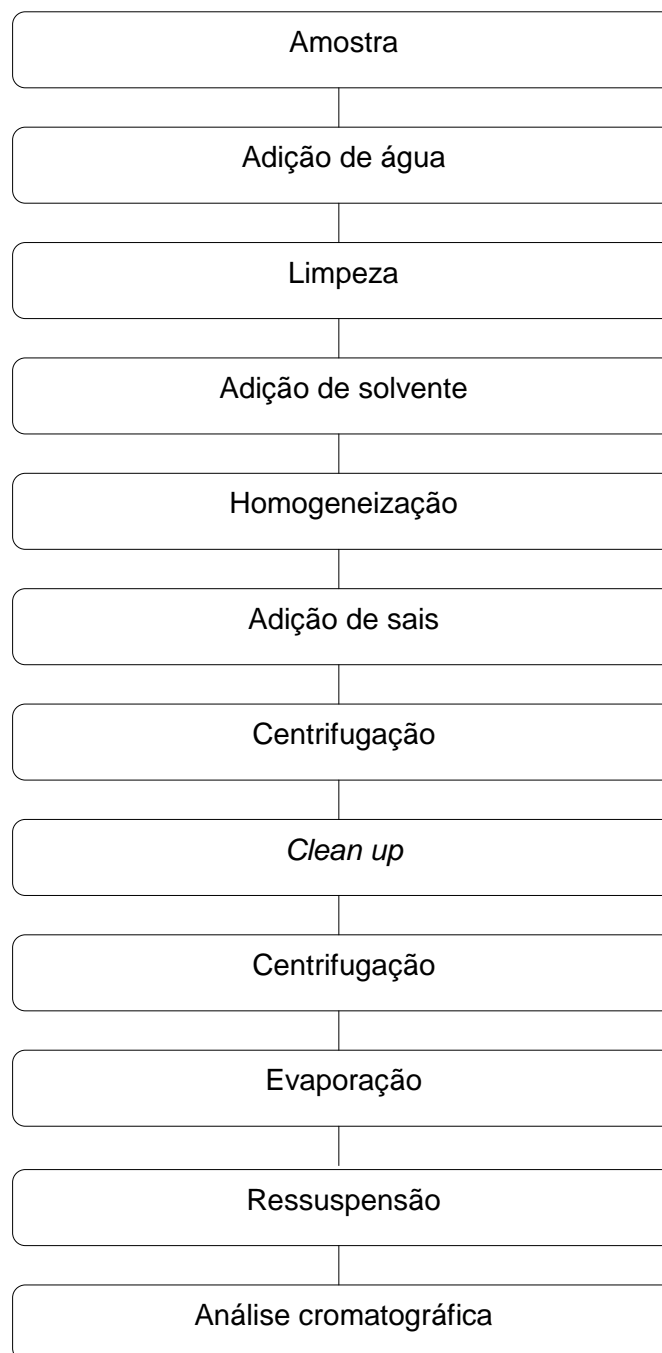 Amostra
Adição de água
Limpeza
Adição de solvente
Homogeneização
Adição de sais
Centrifugação
Clean up
Centrifugação
Evaporação
Ressuspensão
Análise cromatográfica